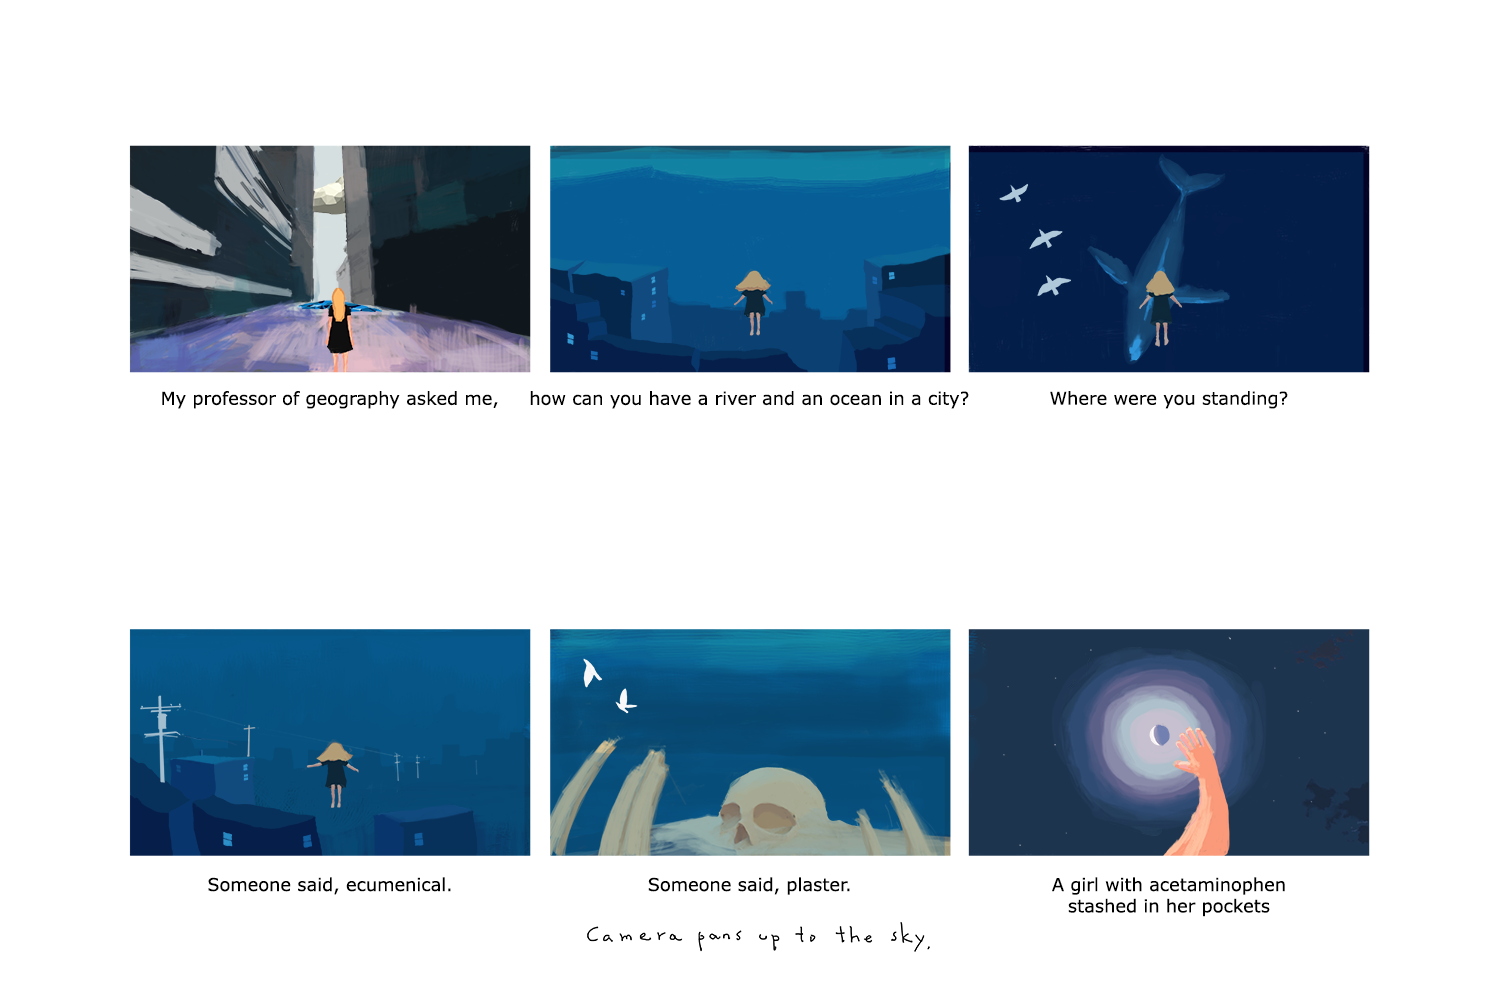 My professor of geography asked me,
how can you have a river and an ocean in a city?
Where were you standing?
Someone said, ecumenical.
Someone said, plaster.
A girl with acetaminophen
stashed in her pockets
Camera pans up to the sky.